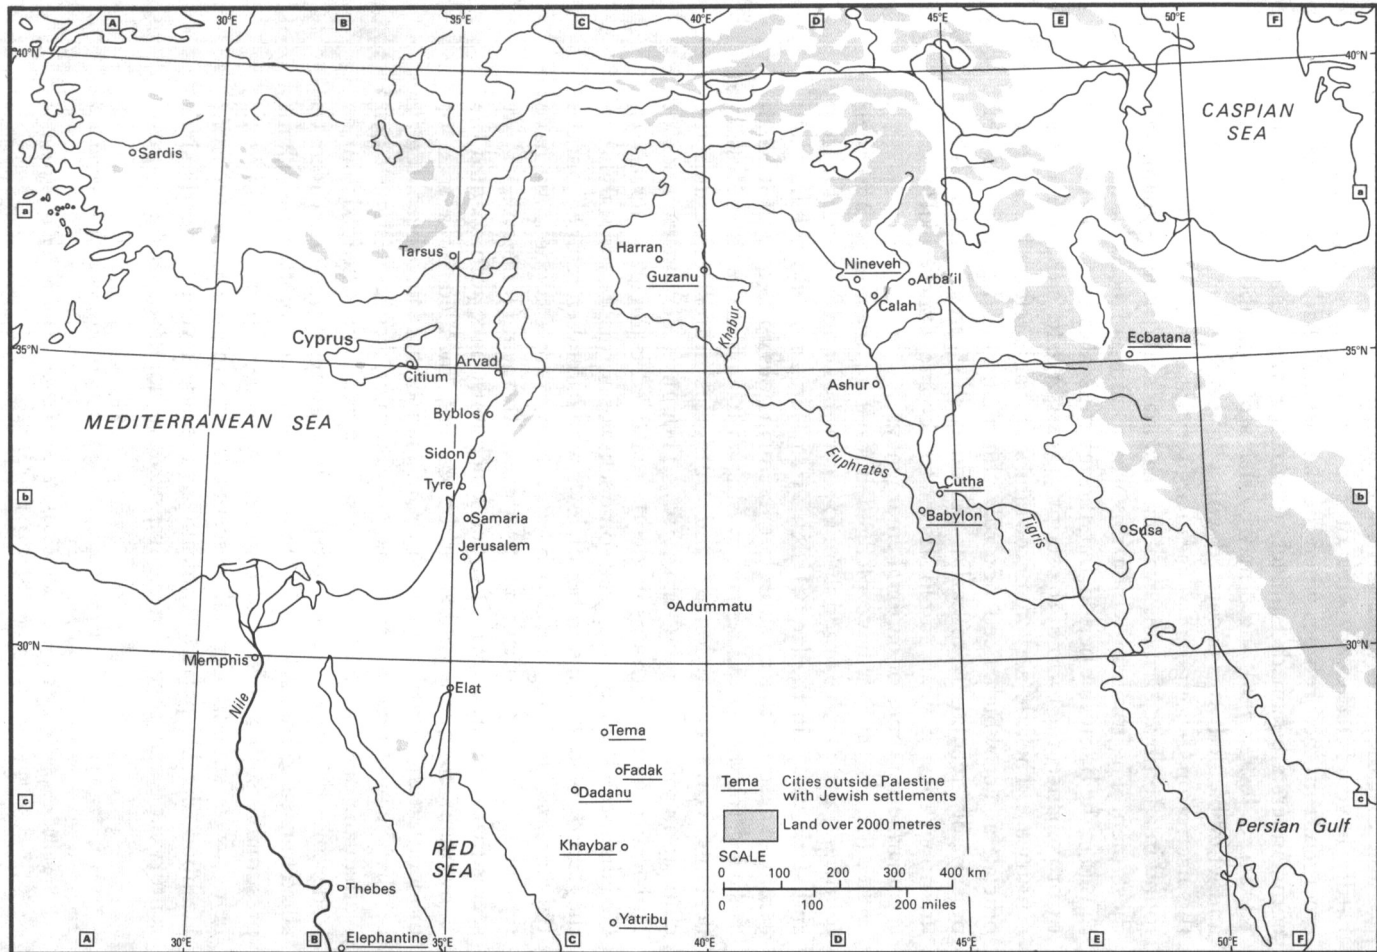 A
30°E
B
35°E
C
40°E
D
45°E
E
50°E
F
40°N
40°N
CASPIAN
SEA
Sardis
a
a
Tarsus
Harran
Guzanu
Nineveh
Arba'il
Calah
Khabur
Cyprus
Ecbatana
35°N
35°N
Citium
Arvad
Ashur
Byblos
MEDITERRANEAN SEA
Sidon
Euphrates
Tyre
Cutha
b
b
Samaria
Babylon
Tigris
Susa
Jerusalem
Adummatu
30°N
30°N
Memphis
Nile
Elat
Tema
Fadak
Dadanu
c
c
Tema Cities outside Palestine
with Jewish settlements
Land over 2000 metres
Persian Gulf
RED
SEA
Khaybar
SCALE
0 100 200 300 400 km
0 100 200 miles
Thebes
Yatribu
Elephantine
A
30°E
B
35°E
C
40°E
D
45°E
E
50°E
F